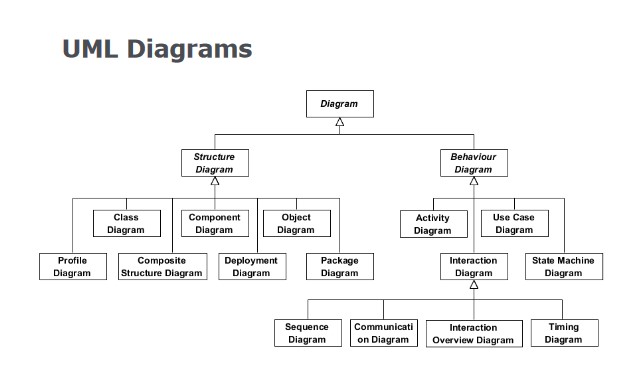 UML Diagrams
Diagram
Structure
Diagram
Behaviour
Diagram
Class
Diagram
Component
Diagram
Object
Diagram
Activity
Diagram
Use Case
Diagram
Profile
Diagram
Composite
Structure Diagram
Deployment
Diagram
Package
Diagram
Interaction
Diagram
State Machine
Diagram
Sequence
Diagram
Communicati
on Diagram
Interaction
Overview Diagram
Timing
Diagram